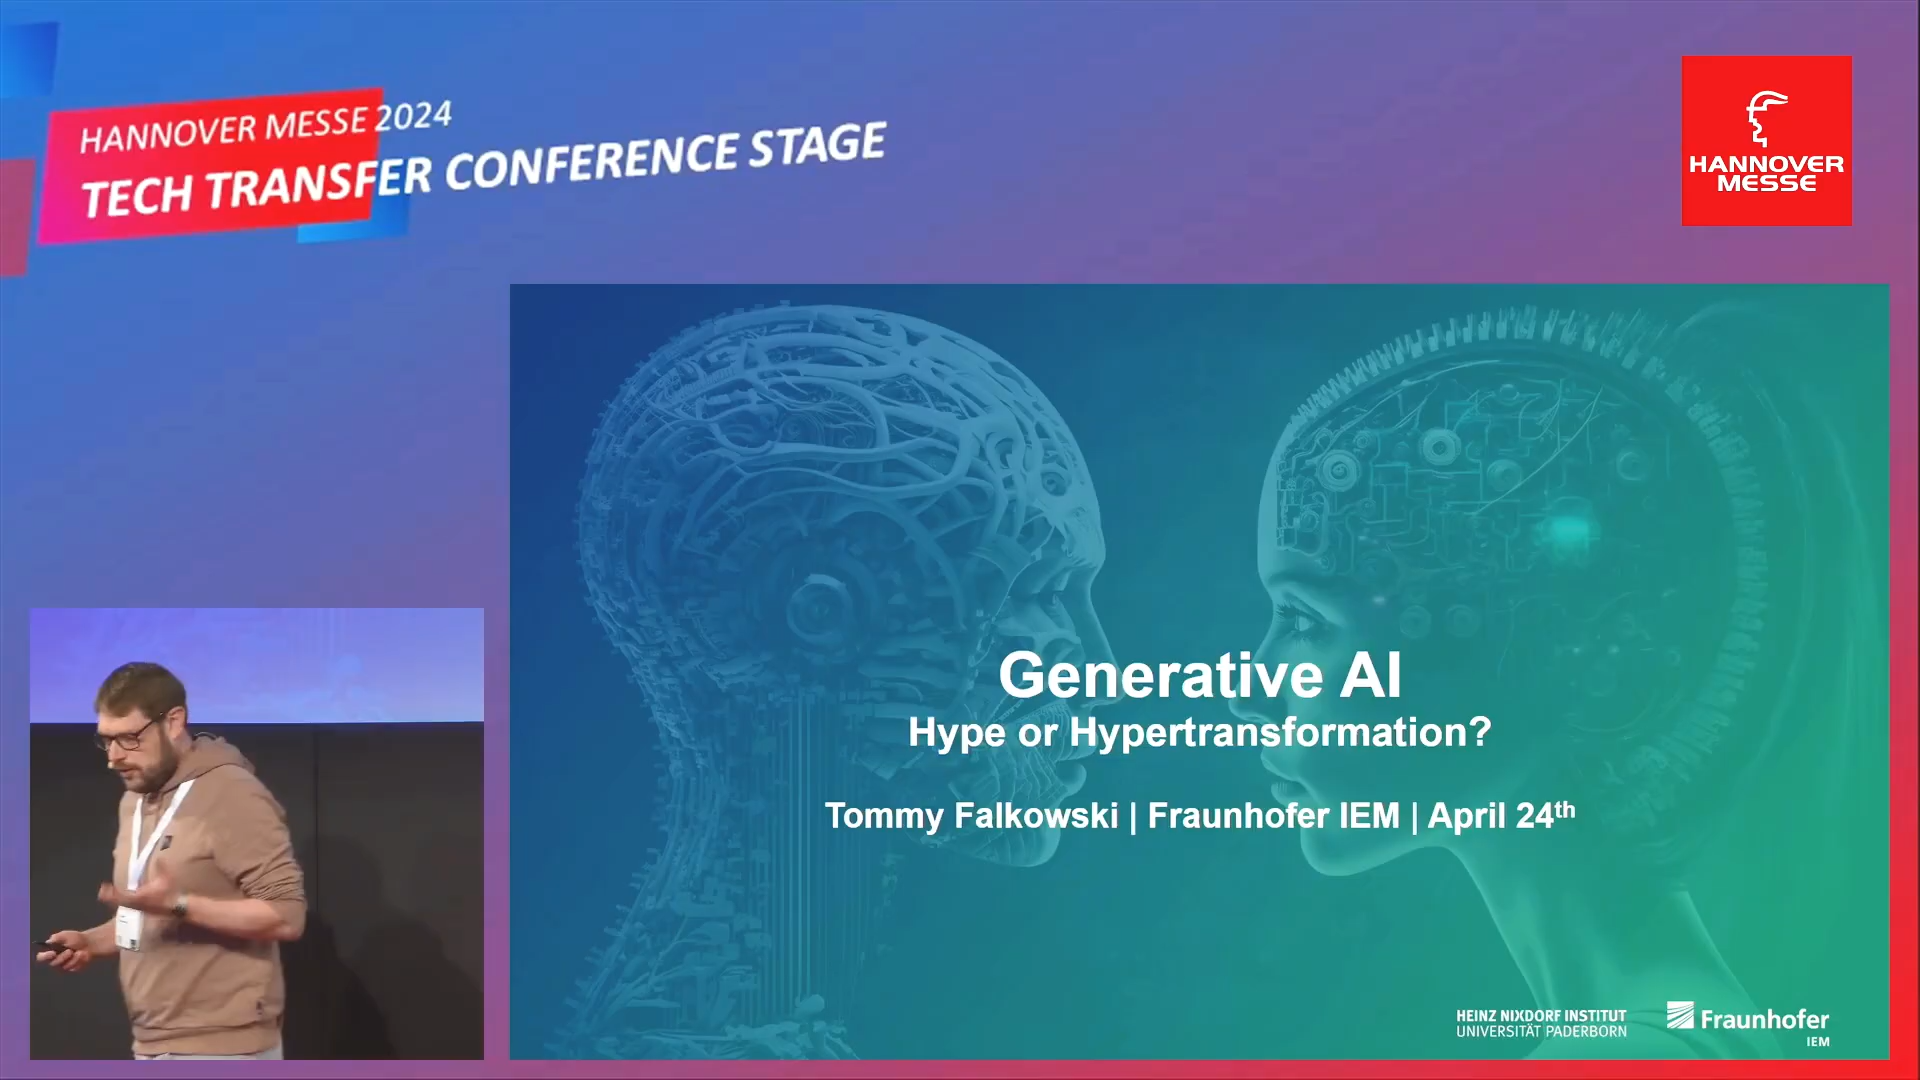 HANNOVER MESSE 2024
TECH TRANSFER CONFERENCE STAGE
HANNOVER
MESSE
Generative AI
Hype or Hypertransformation?
Tommy Falkowski | Fraunhofer IEM | April 24th
HEINZ NIXDORF INSTITUT
UNIVERSITÄT PADERBORN
Fraunhofer
IEM